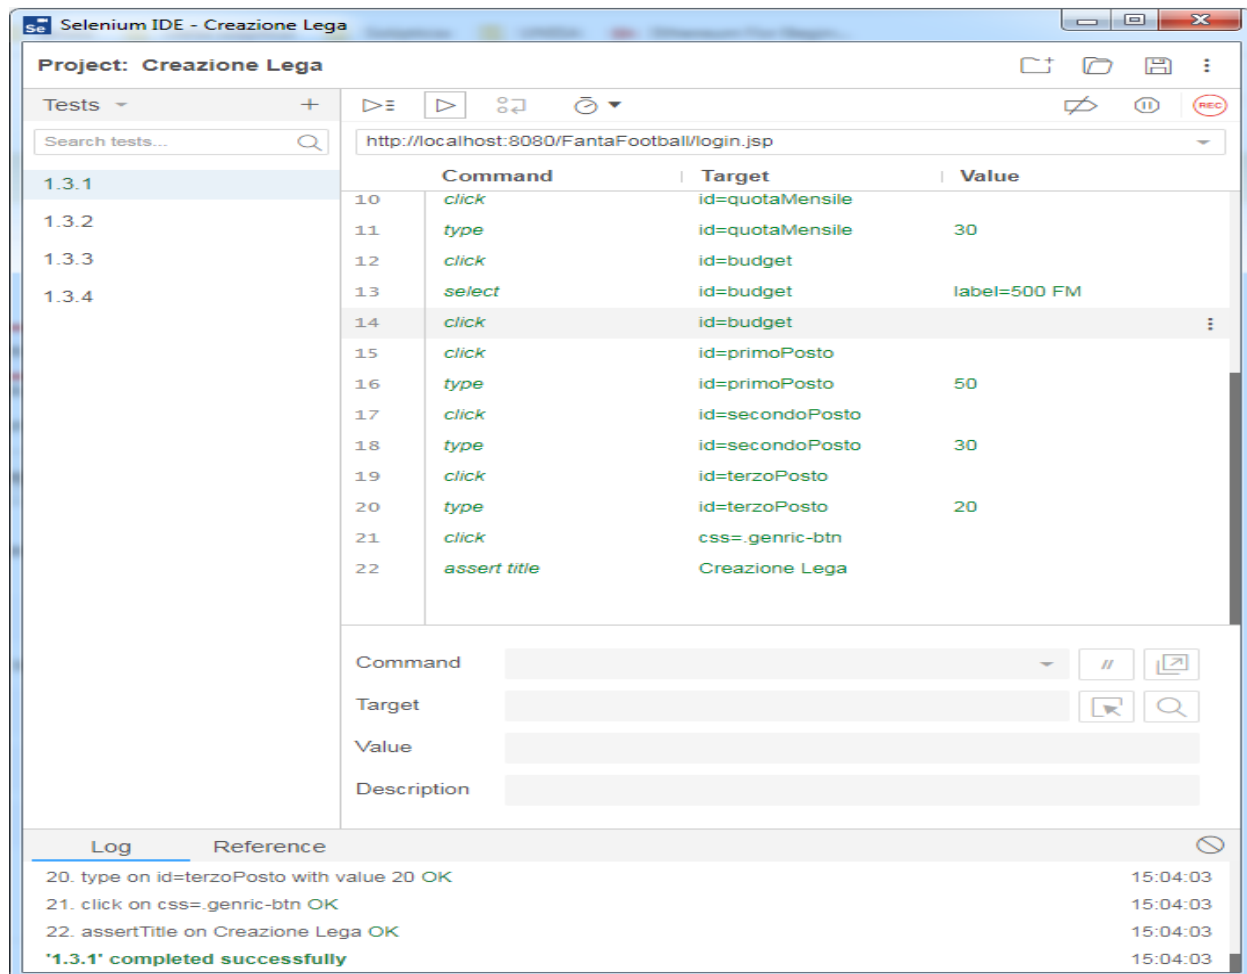 Selenium IDE - Creazione Lega
Project: Creazione Lega
Tests
REC
Search tests...
http://localhost:8080/FantaFootball/login.jsp
1.3.1
1.3.2
1.3.3
1.3.4
Command Target Value
10 click id=quotaMensile
11 type id=quotaMensile 30
12 click id=budget
13 select id=budget label=500 FM
14 click id=budget
15 click id=primoPosto
16 type id=primoPosto 50
17 click id=secondoPosto
18 type id=secondoPosto 30
19 click id=terzoPosto
20 type id=terzoPosto 20
21 click css=.genric-btn
22 assert title Creazione Lega
Command //
Target
Value
Description
Log Reference
20. type on id=terzoPosto with value 20 OK 15:04:03
21. click on css=.genric-btn OK 15:04:03
22. assertTitle on Creazione Lega OK 15:04:03
'1.3.1' completed successfully 15:04:03